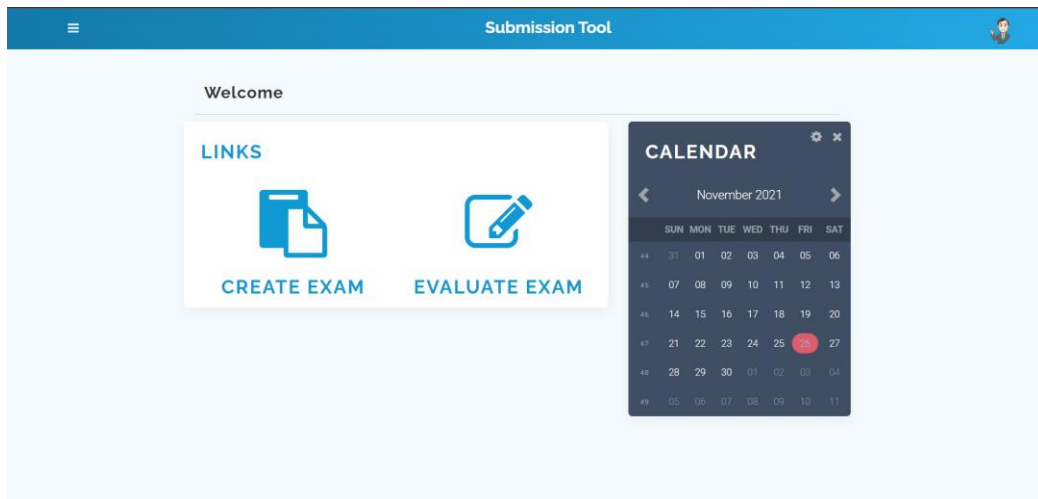 Submission Tool
Welcome
LINKS
CREATE EXAM
EVALUATE EXAM
CALENDAR
November 2021
SUN MON TUE WED THU FRI SAT
44 31 01 02 03 04 05 06
45 07 08 09 10 11 12 13
46 14 15 16 17 18 19 20
47 21 22 23 24 25 26 27
48 28 29 30 01 02 03 04
49 05 06 07 08 09 10 11